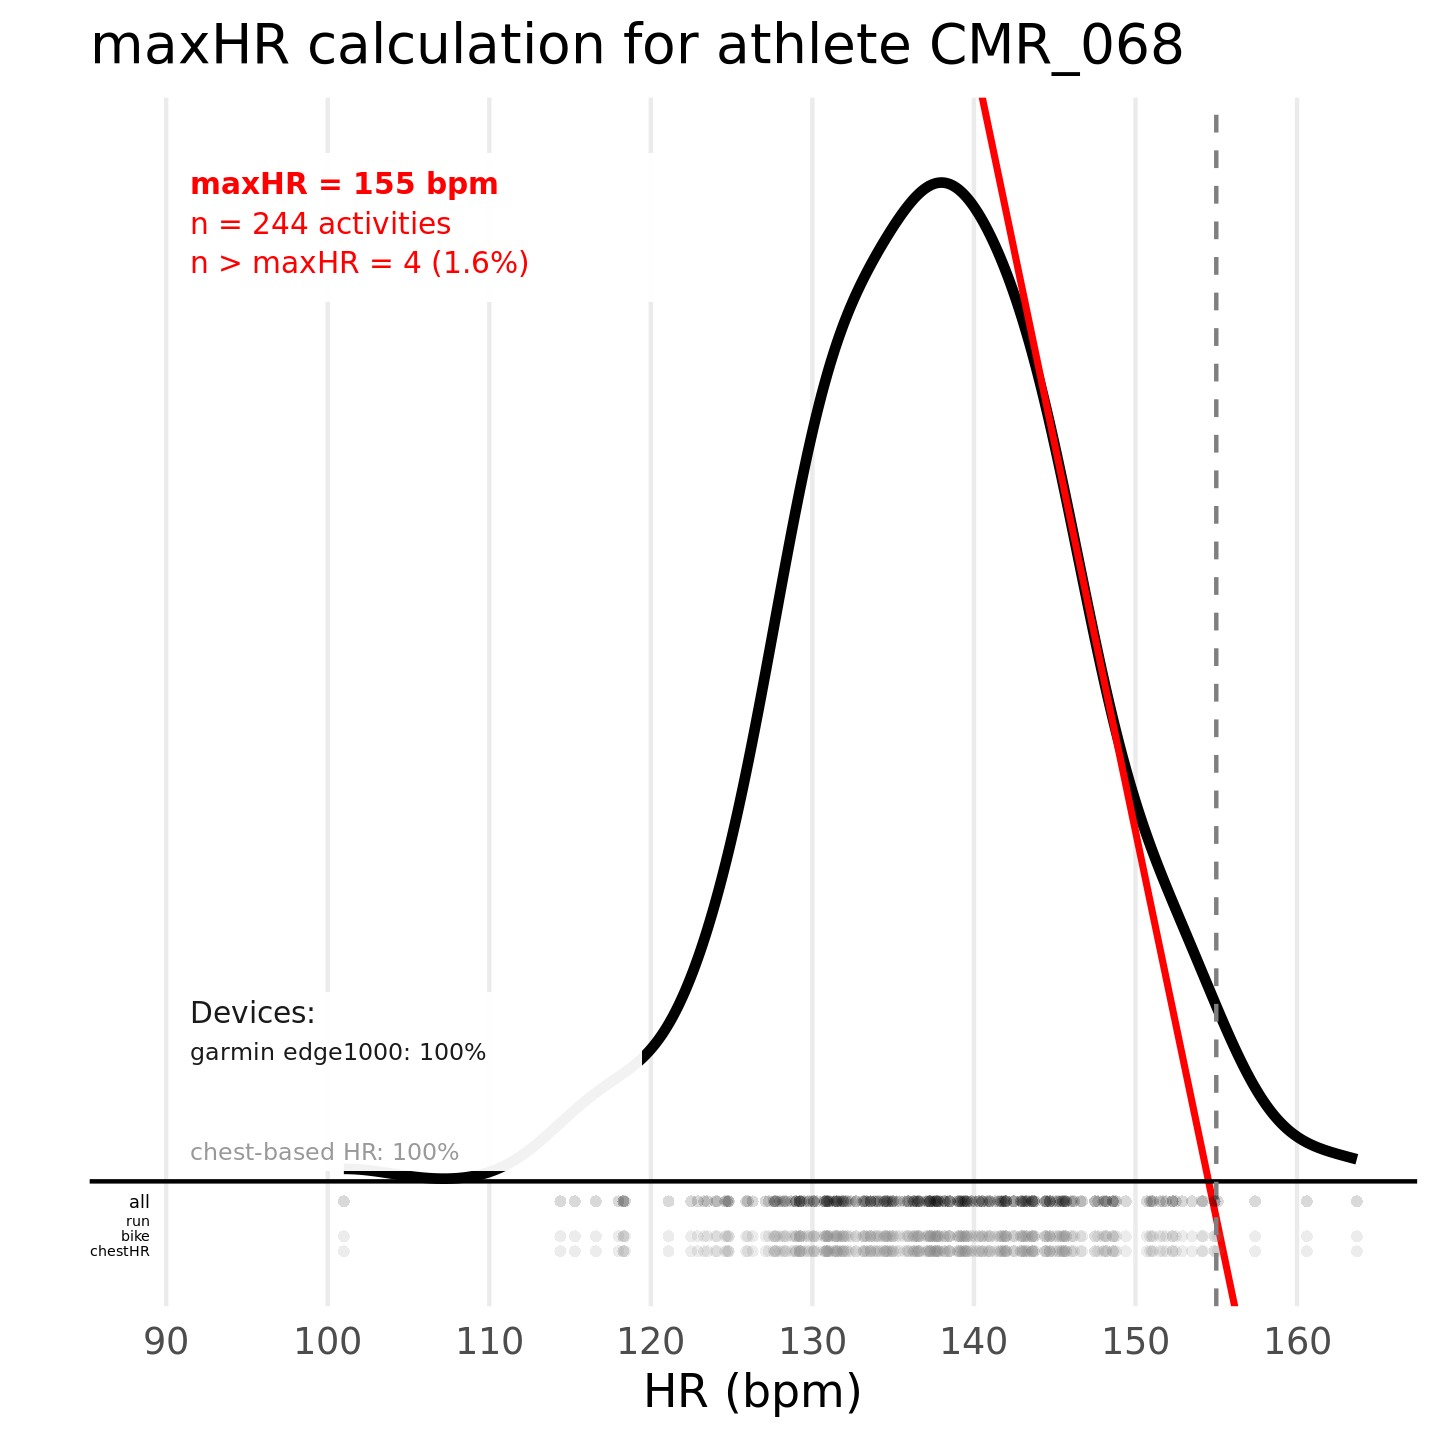 maxHR calculation for athlete CMR_068
maxHR = 155 bpm
n = 244 activities
n > maxHR = 4 (1.6%)
Devices:
garmin edge1000: 100%
chest-based HR: 100%
all
run
bike
chestHR
90 100 110 120 130 140 150 160
HR (bpm)